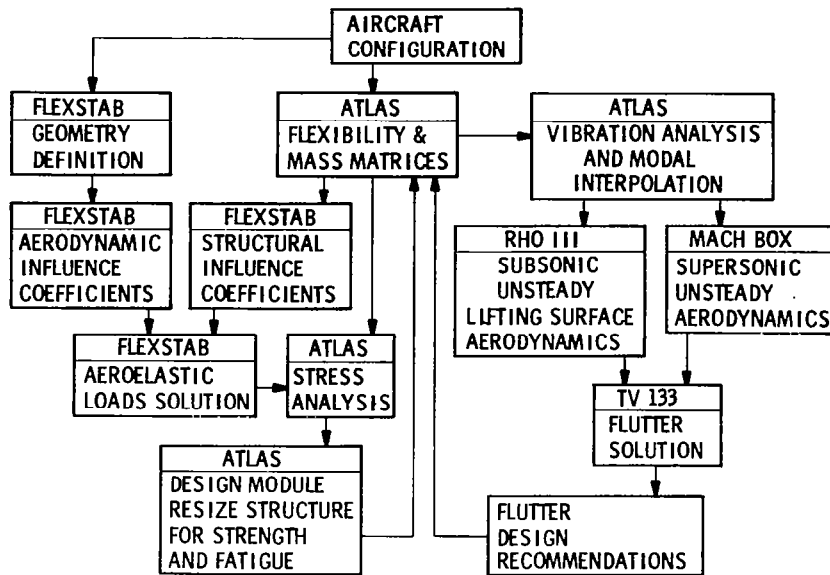 AIRCRAFT
CONFIGURATION
FLEXSTAB
GEOMETRY
DEFINITION
ATLAS
FLEXIBILITY &
MASS MATRICES
ATLAS
VIBRATION ANALYSIS
AND MODAL
INTERPOLATION
FLEXSTAB
AERODYNAMIC
INFLUENCE
COEFFICIENTS
FLEXSTAB
STRUCTURAL
INFLUENCE
COEFFICIENTS
RHO III
SUBSONIC
UNSTEADY
LIFTING SURFACE
AERODYNAMICS
MACH BOX
SUPERSONIC
UNSTEADY
AERODYNAMICS
FLEXSTAB
AEROELASTIC
LOADS SOLUTION
ATLAS
STRESS
ANALYSIS
TV 133
FLUTTER
SOLUTION
ATLAS
DESIGN MODULE
RESIZE STRUCTURE
FOR STRENGTH
AND FATIGUE
FLUTTER
DESIGN
RECOMMENDATIONS